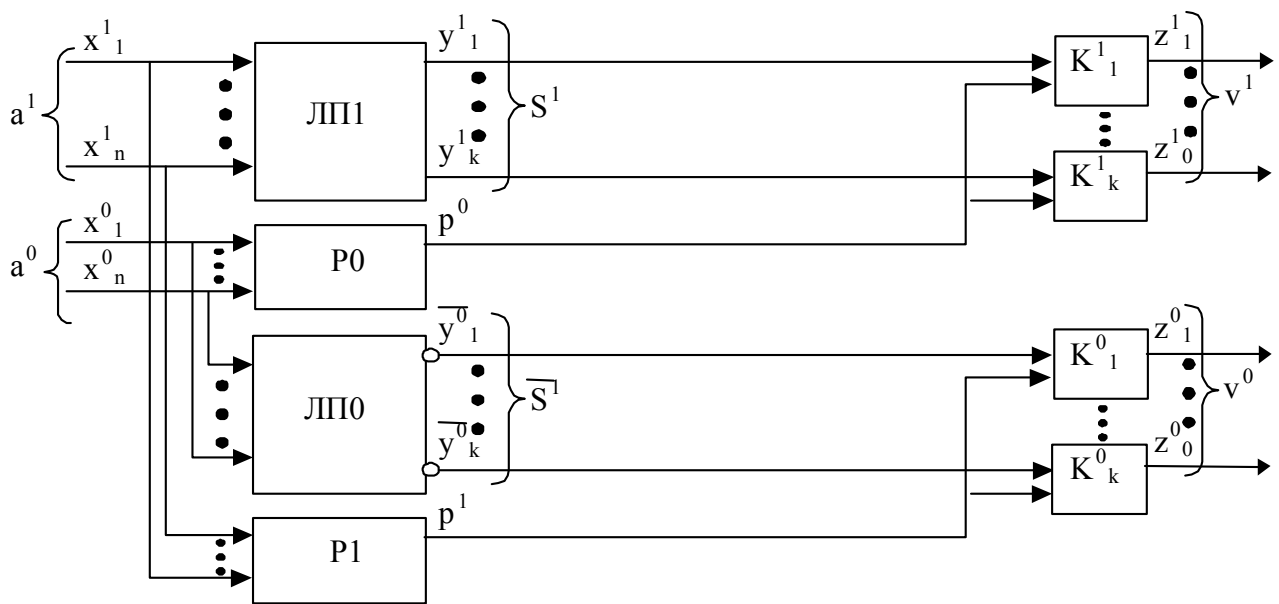 x¹₁
y¹₁
z¹₁
K¹₁
a¹
ЛП1
S¹
v¹
x¹ₙ
y¹ₖ
K¹ₖ
z¹₀
x⁰₁
p⁰
a⁰
P0
x⁰ₙ
y⁰₁
z⁰₁
K⁰₁
ЛП0
S¹
v⁰
y⁰ₖ
K⁰ₖ
z⁰₀
p¹
P1